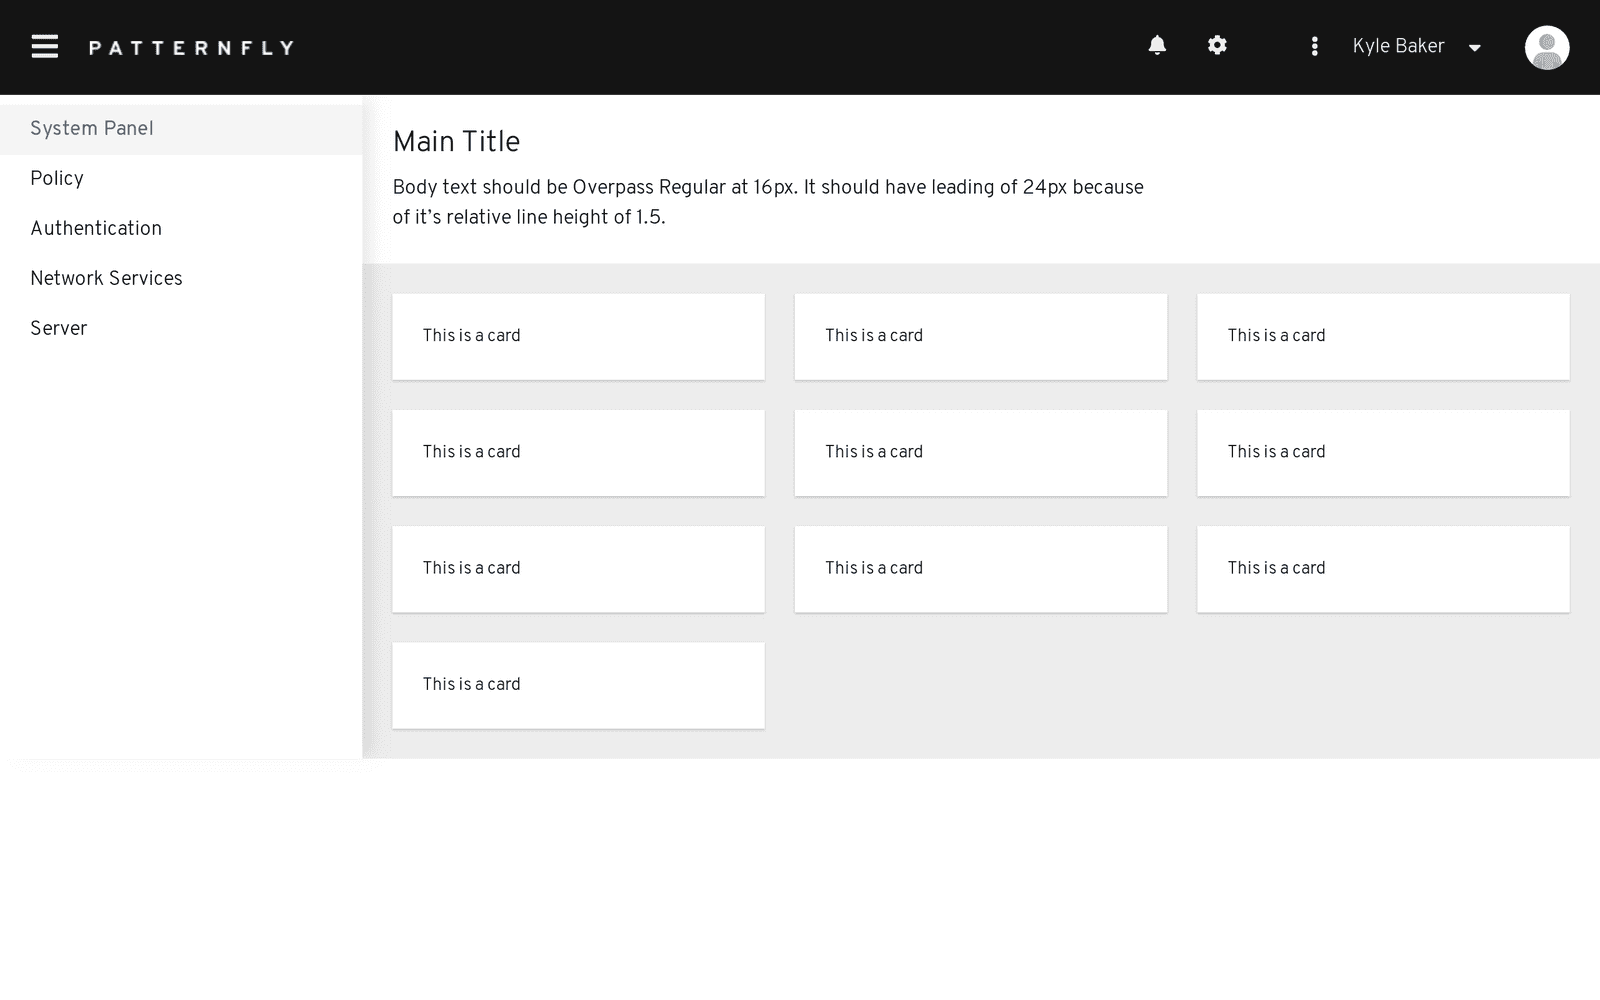 PATTERNFLY
Kyle Baker
System Panel
Policy
Authentication
Network Services
Server
Main Title
Body text should be Overpass Regular at 16px. It should have leading of 24px because
of it’s relative line height of 1.5.
This is a card
This is a card
This is a card
This is a card
This is a card
This is a card
This is a card
This is a card
This is a card
This is a card